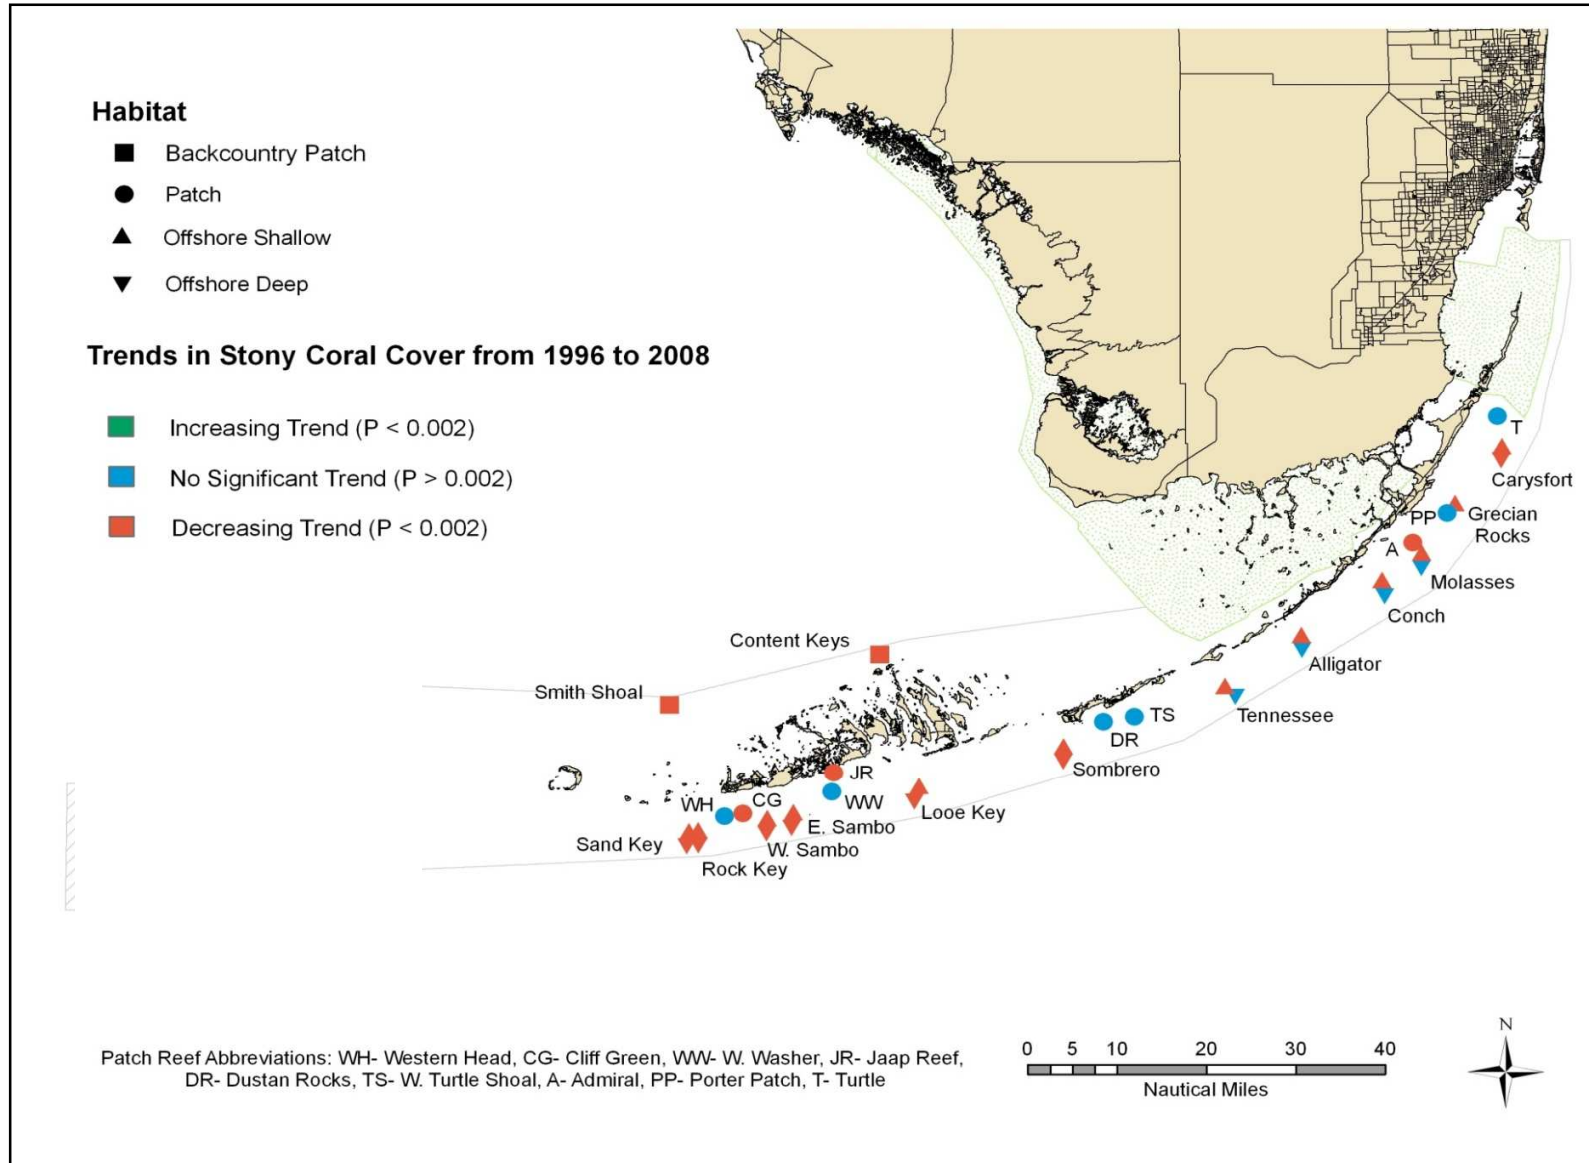 Habitat
Backcountry Patch
Patch
Offshore Shallow
Offshore Deep
Trends in Stony Coral Cover from 1996 to 2008
Increasing Trend (P < 0.002)
No Significant Trend (P > 0.002)
Decreasing Trend (P < 0.002)
T
Carysfort
PP
Grecian
Rocks
A
Molasses
Conch
Alligator
Tennessee
Content Keys
Smith Shoal
TS
DR
Sombrero
JR
WW
Looe Key
WH
CG
E. Sambo
W. Sambo
Sand Key
Rock Key
Patch Reef Abbreviations: WH- Western Head, CG- Cliff Green, WW- W. Washer, JR- Jaap Reef,
DR- Dustan Rocks, TS- W. Turtle Shoal, A- Admiral, PP- Porter Patch, T- Turtle
0 5 10 20 30 40
Nautical Miles
N